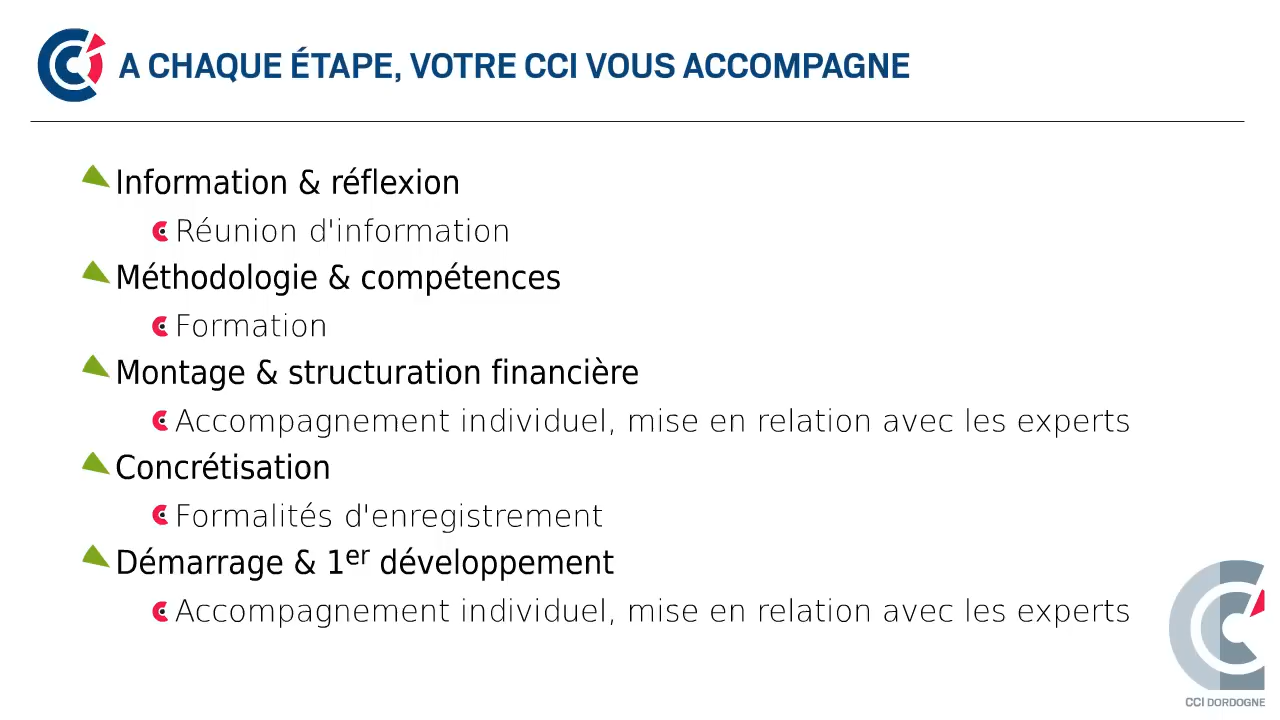 A CHAQUE ÉTAPE, VOTRE CCI VOUS ACCOMPAGNE
Information & réflexion
Réunion d'information
Méthodologie & compétences
Formation
Montage & structuration financière
Accompagnement individuel, mise en relation avec les experts
Concrétisation
Formalités d'enregistrement
Démarrage & 1er développement
Accompagnement individuel, mise en relation avec les experts
CCI DORDOGNE